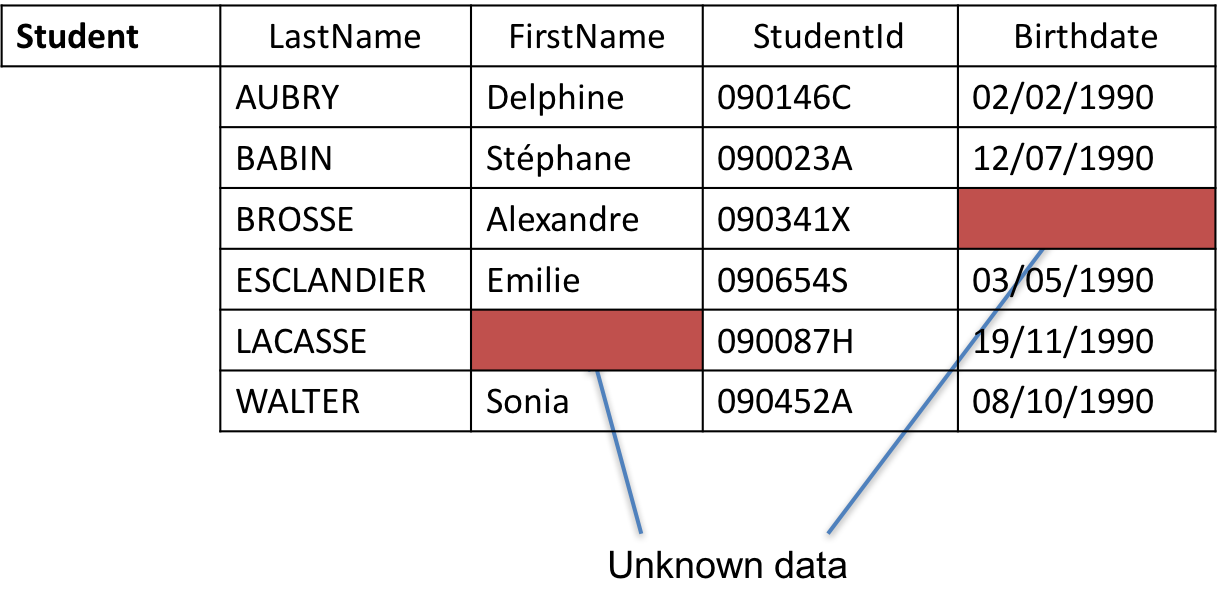 Student LastName FirstName StudentId Birthdate
AUBRY Delphine 090146C 02/02/1990
BABIN Stéphane 090023A 12/07/1990
BROSSE Alexandre 090341X
ESCLANDIER Emilie 090654S 03/05/1990
LACASSE 090087H 19/11/1990
WALTER Sonia 090452A 08/10/1990
Unknown data